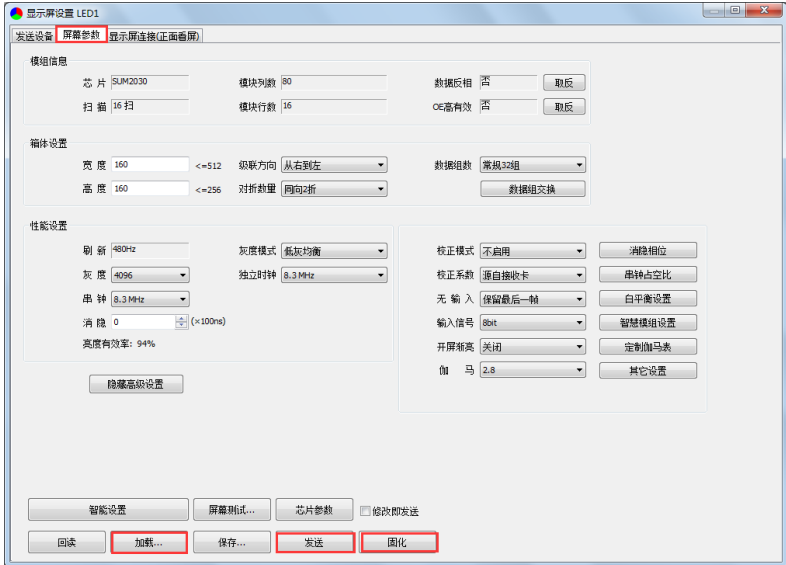 显示屏设置 LED1
发送设备 屏幕参数 显示屏连接(正面看屏)
模组信息
芯 片 SUM2030 模块列数 80 数据反相 否 取反
扫 描 16 扫 模块行数 16 OE高有效 否 取反
箱体设置
宽 度 160 <=512 级联方向 从右到左 数据组数 常规32组
高 度 160 <=256 对折数量 同向2折 数据组交换
性能设置
刷 新 480Hz 灰度模式 低灰均衡 校正模式 不启用 消隐相位
灰 度 4096 独立时钟 8.3 MHz 校正系数 源自接收卡 串钟占空比
串 钟 8.3 MHz 无 输 入 保留最后一帧 白平衡设置
消 隐 0 (×100ns) 输入信号 8bit 智慧模组设置
亮度有效率: 94% 开屏渐亮 关闭 定制伽马表
伽 马 2.8 其它设置
隐藏高级设置
智能设置 屏幕测试... 芯片参数 修改即发送
回读 加载... 保存... 发送 固化